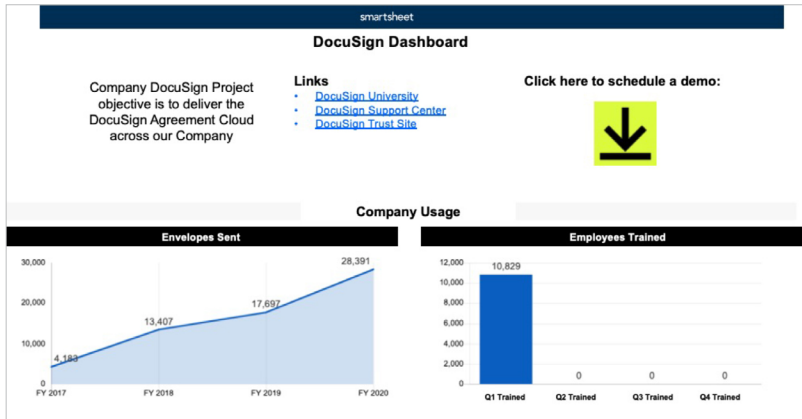 smartsheet
DocuSign Dashboard
Company DocuSign Project
objective is to deliver the
DocuSign Agreement Cloud
across our Company
Links
• DocuSign University
• DocuSign Support Center
• DocuSign Trust Site
Click here to schedule a demo:
Company Usage
Envelopes Sent
30,000
20,000
10,000
0
4,183
13,407
17,697
28,391
FY 2017
FY 2018
FY 2019
FY 2020
Employees Trained
12,000
10,000
8,000
6,000
4,000
2,000
0
10,829
0
0
0
Q1 Trained
Q2 Trained
Q3 Trained
Q4 Trained